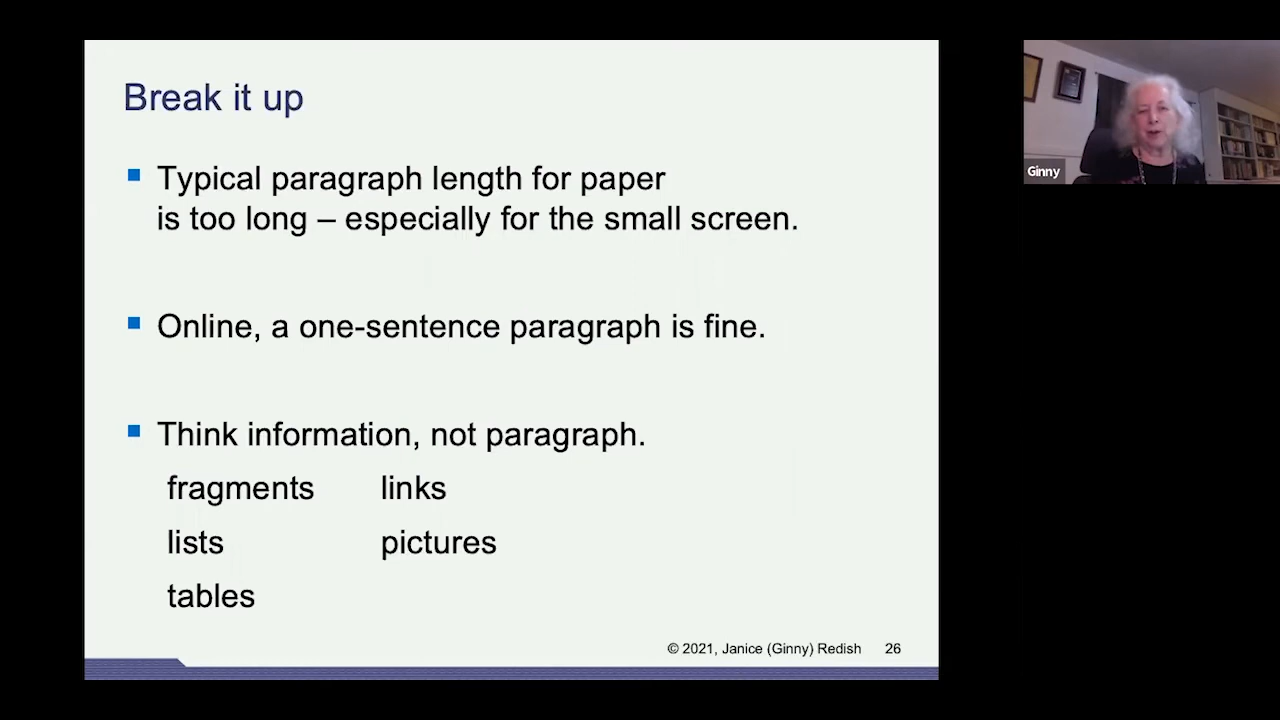 Break it up
Typical paragraph length for paper
is too long – especially for the small screen.
Online, a one-sentence paragraph is fine.
Think information, not paragraph.
fragments links
lists pictures
tables
© 2021, Janice (Ginny) Redish 26
Ginny